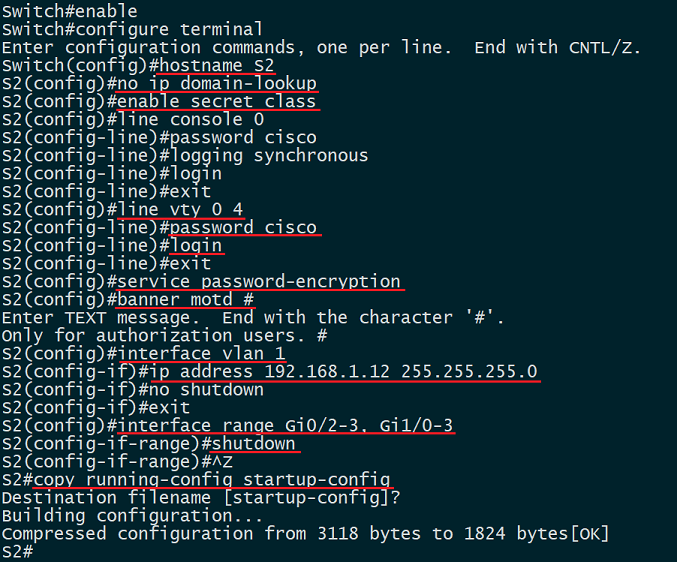 Switch#enable
Switch#configure terminal
Enter configuration commands, one per line.  End with CNTL/Z.
Switch(config)#hostname S2
S2(config)#no ip domain-lookup
S2(config)#enable secret class
S2(config)#line console 0
S2(config-line)#password cisco
S2(config-line)#logging synchronous
S2(config-line)#login
S2(config-line)#exit
S2(config)#line vty 0 4
S2(config-line)#password cisco
S2(config-line)#login
S2(config-line)#exit
S2(config)#service password-encryption
S2(config)#banner motd #
Enter TEXT message.  End with the character '#'.
Only for authorization users. #
S2(config)#interface vlan 1
S2(config-if)#ip address 192.168.1.12 255.255.255.0
S2(config-if)#no shutdown
S2(config-if)#exit
S2(config)#interface range Gi0/2-3, Gi1/0-3
S2(config-if-range)#shutdown
S2(config-if-range)#^Z
S2#copy running-config startup-config
Destination filename [startup-config]?
Building configuration...
Compressed configuration from 3118 bytes to 1824 bytes[OK]
S2#